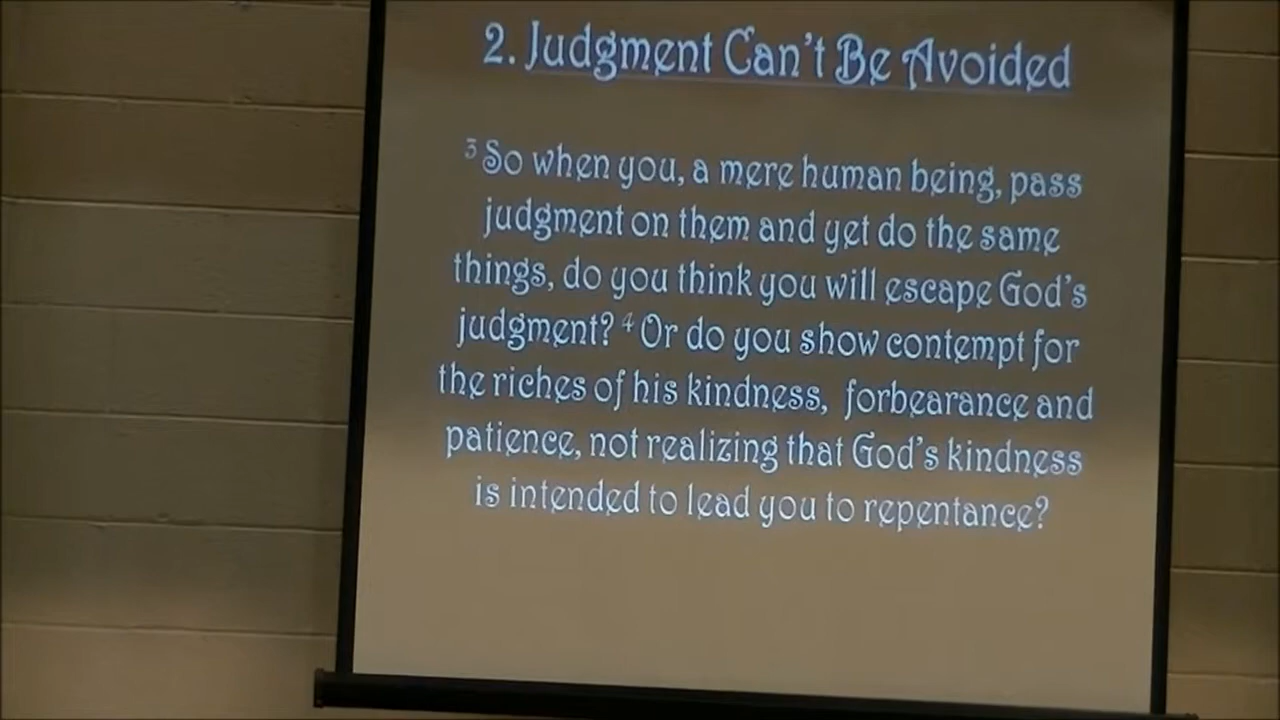 2. Judgment Can't Be Avoided
3 So when you, a mere human being, pass
judgment on them and yet do the same
things, do you think you will escape God's
judgment? 4 Or do you show contempt for
the riches of his kindness, forbearance and
patience, not realizing that God's kindness
is intended to lead you to repentance?